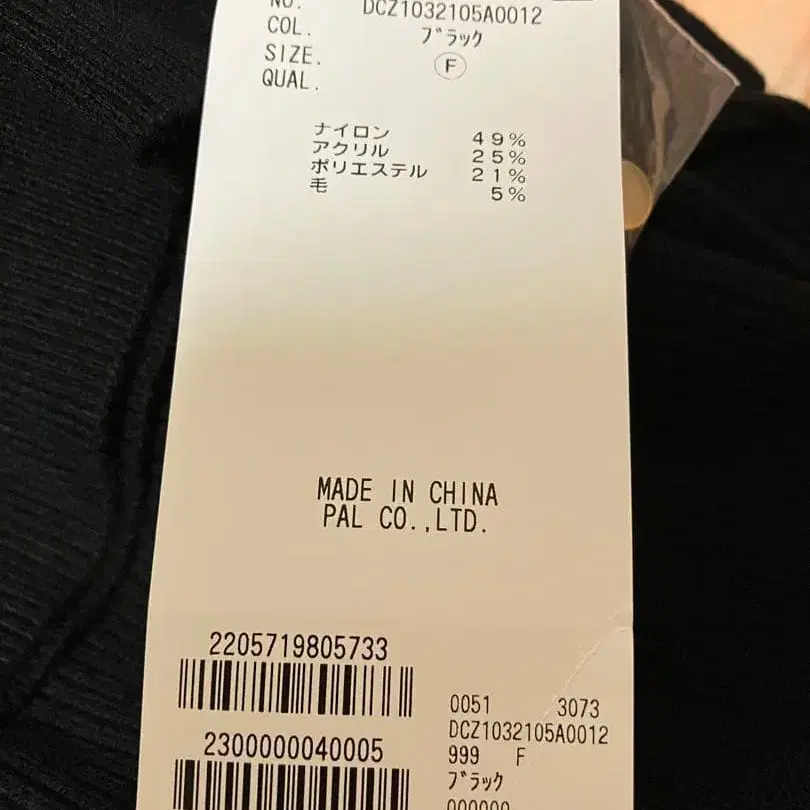 NO. DCZ1032105A0012
COL. ﾌﾞﾗｯｸ
SIZE. F
QUAL.
ナイロン 49%
アクリル 25%
ポリエステル 21%
毛 5%
MADE IN CHINA
PAL CO.,LTD.
2205719805733
0051 3073
DCZ1032105A0012
2300000040005
999 F
ﾌﾞﾗｯｸ
000000